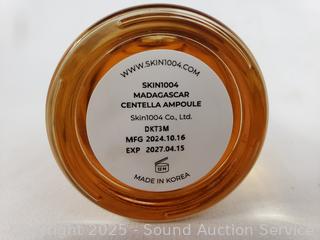 WWW.SKIN1004.COM
SKIN1004
MADAGASCAR
CENTELLA AMPOULE
Skin1004 Co., Ltd.
DKT3M
MFG 2024.10.16
EXP 2027.04.15
12 M
MADE IN KOREA
Copyright 2025 - Sound Auction Service